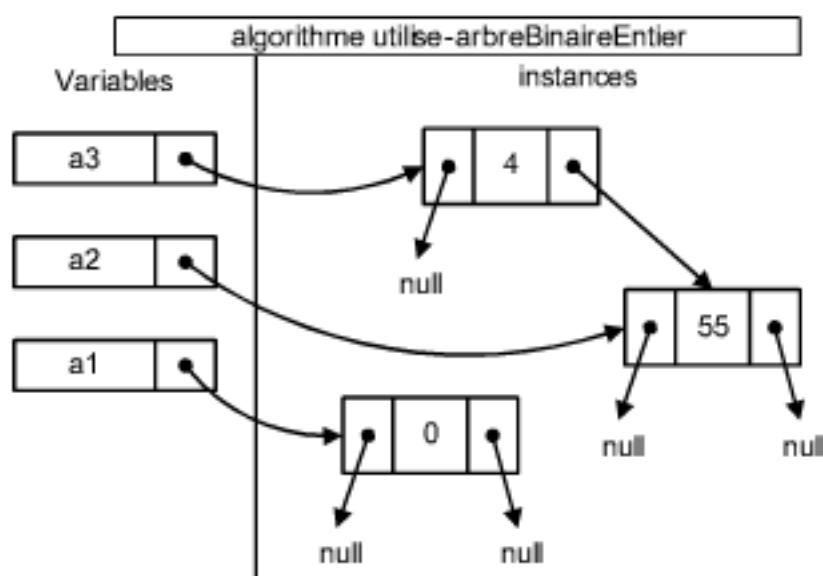 algorithme utilise-arbreBinaireEntier
Variables
instances
a3
4
null
a2
55
a1
0
null
null
null
null